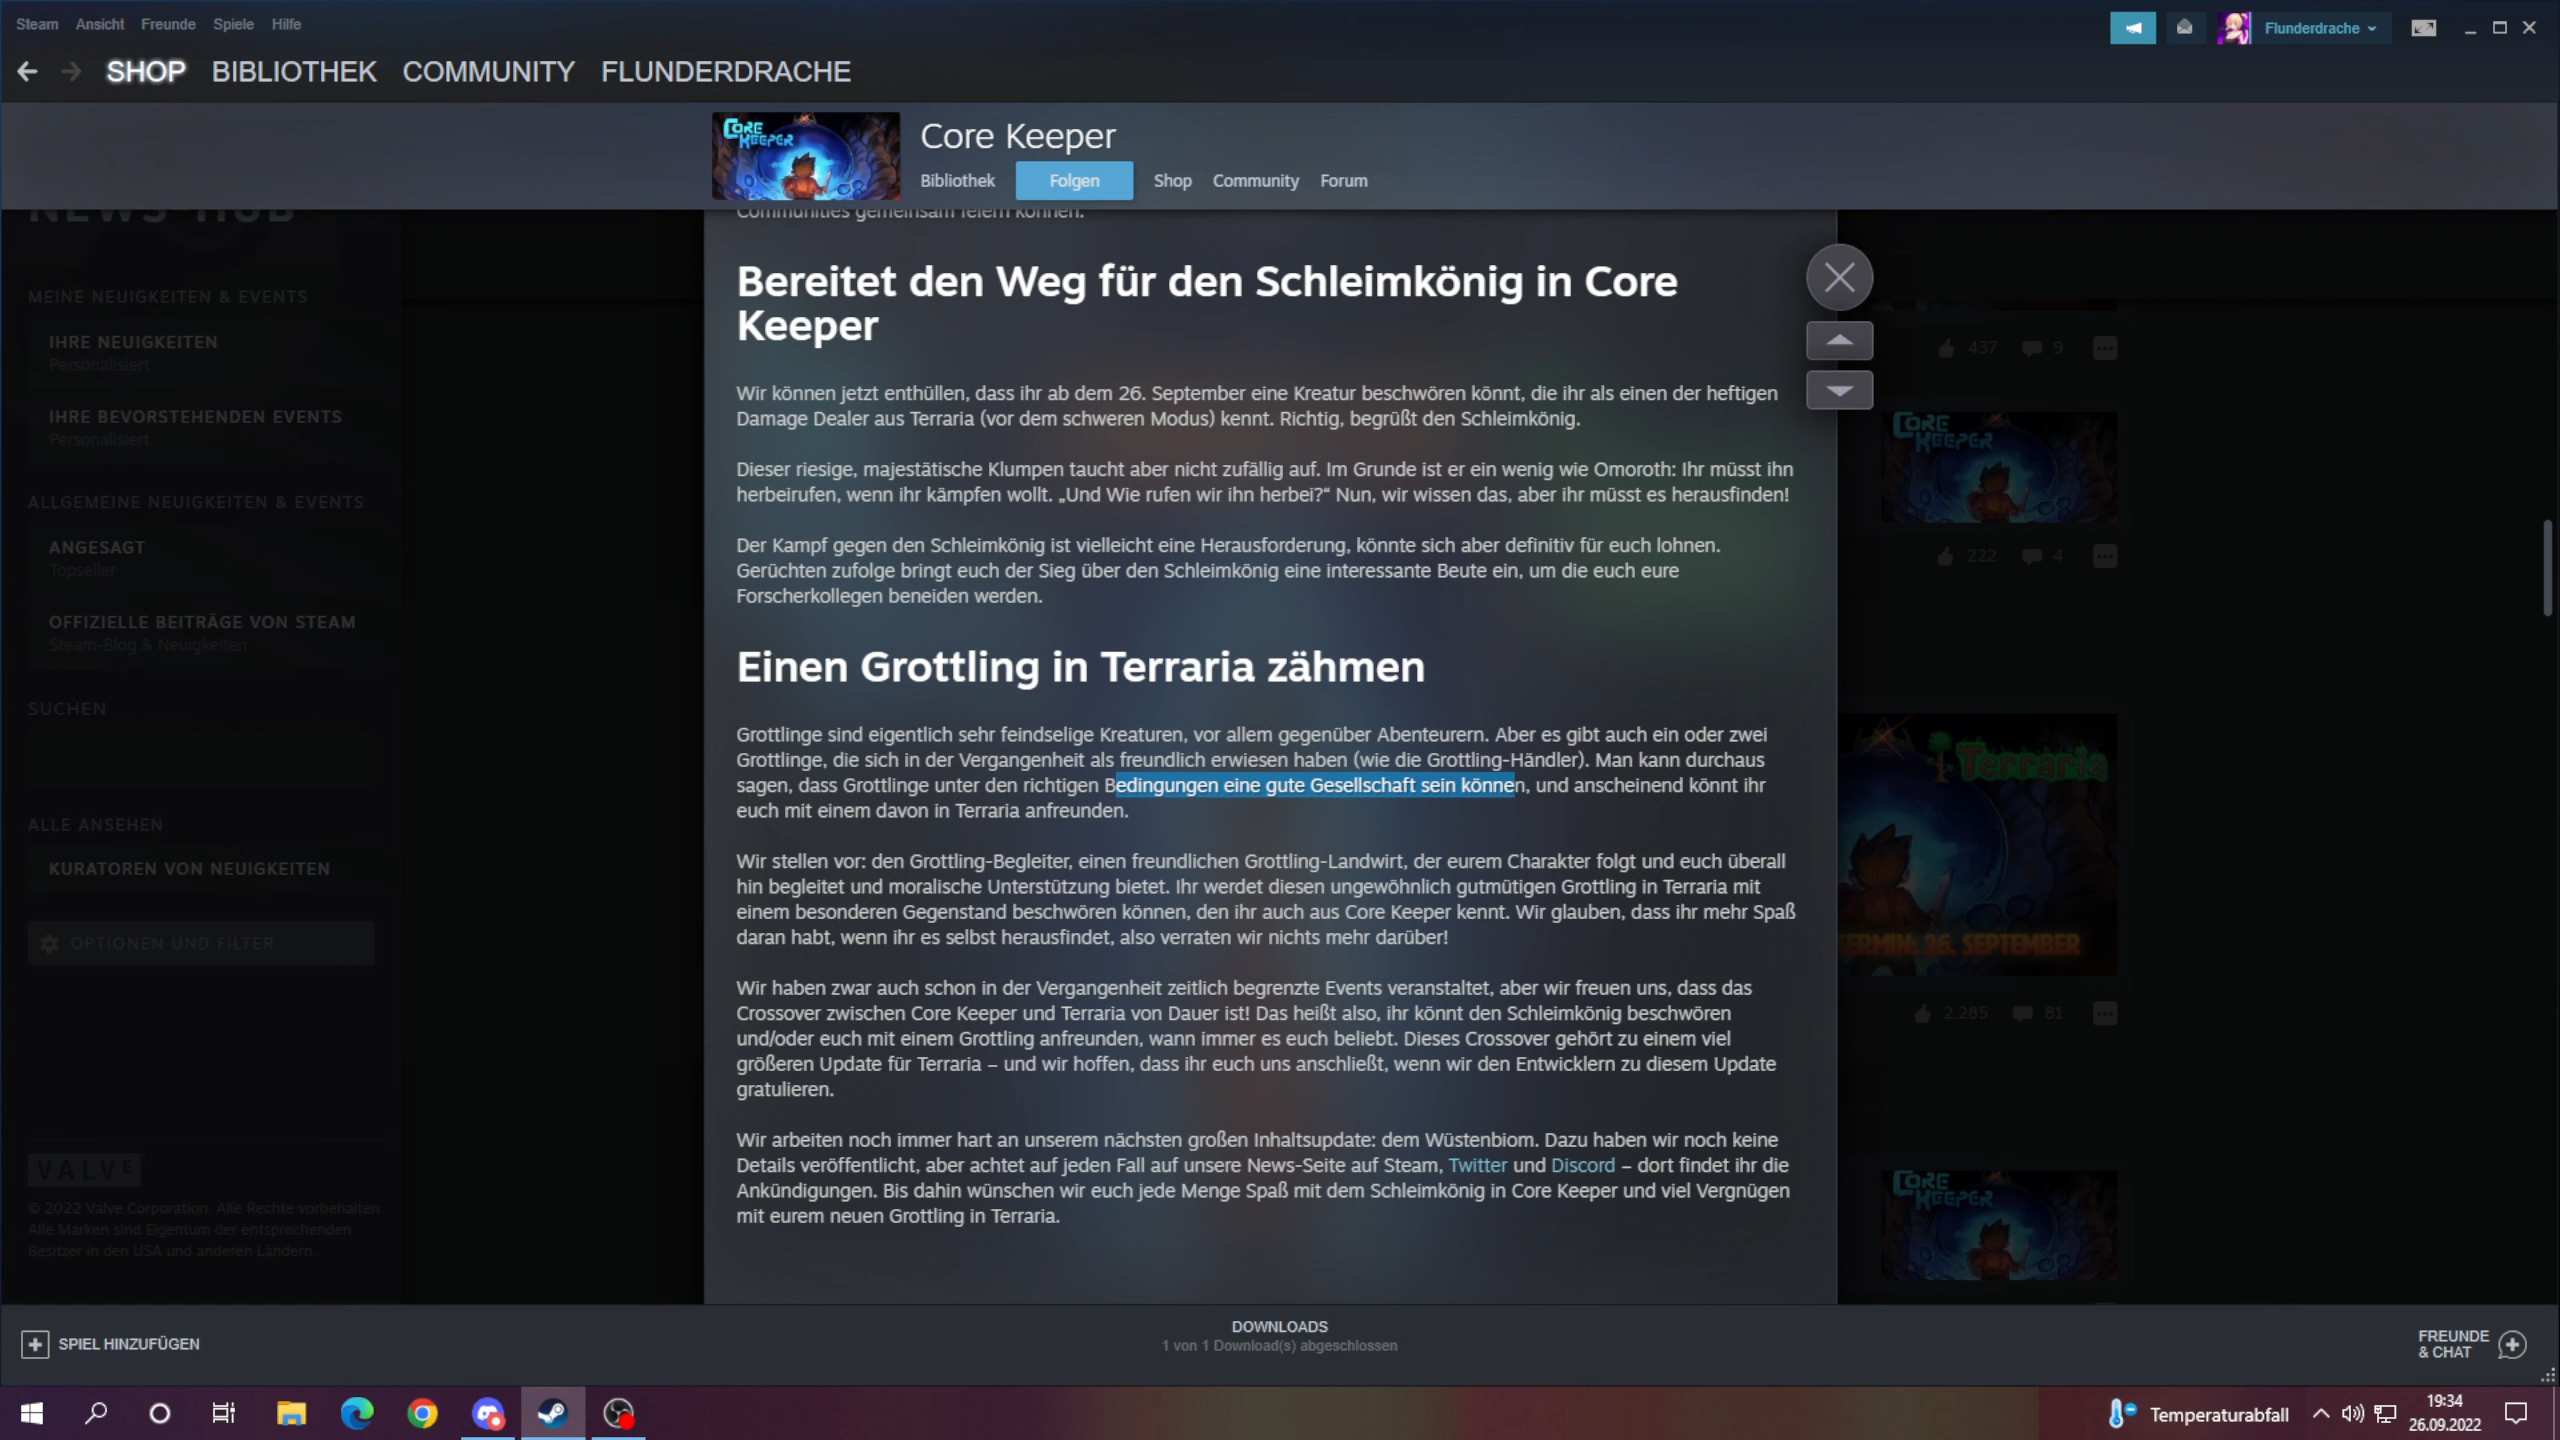 Steam Ansicht Freunde Spiele Hilfe
Flunderdrache
SHOP BIBLIOTHEK COMMUNITY FLUNDERDRACHE
CORE KEEPER
Core Keeper
Bibliothek Folgen Shop Community Forum
NEWS-HUB
MEINE NEUIGKEITEN & EVENTS
IHRE NEUIGKEITEN
Personalisiert
IHRE BEVORSTEHENDEN EVENTS
Personalisiert
ALLGEMEINE NEUIGKEITEN & EVENTS
ANGESAGT
Topseller
OFFIZIELLE BEITRÄGE VON STEAM
Steam-Blog & Neuigkeiten
SUCHEN
ALLE ANSEHEN
KURATOREN VON NEUIGKEITEN
OPTIONEN UND FILTER
VALVE
© 2022 Valve Corporation. Alle Rechte vorbehalten.
Alle Marken sind Eigentum der entsprechenden
Besitzer in den USA und anderen Ländern.
Communities gemeinsam feiern können.
Bereitet den Weg für den Schleimkönig in Core
Keeper
Wir können jetzt enthüllen, dass ihr ab dem 26. September eine Kreatur beschwören könnt, die ihr als einen der heftigen
Damage Dealer aus Terraria (vor dem schweren Modus) kennt. Richtig, begrüßt den Schleimkönig.
Dieser riesige, majestätische Klumpen taucht aber nicht zufällig auf. Im Grunde ist er ein wenig wie Omoroth: Ihr müsst ihn
herbeirufen, wenn ihr kämpfen wollt. „Und Wie rufen wir ihn herbei?“ Nun, wir wissen das, aber ihr müsst es herausfinden!
Der Kampf gegen den Schleimkönig ist vielleicht eine Herausforderung, könnte sich aber definitiv für euch lohnen.
Gerüchten zufolge bringt euch der Sieg über den Schleimkönig eine interessante Beute ein, um die euch eure
Forscherkollegen beneiden werden.
Einen Grottling in Terraria zähmen
Grottlinge sind eigentlich sehr feindselige Kreaturen, vor allem gegenüber Abenteurern. Aber es gibt auch ein oder zwei
Grottlinge, die sich in der Vergangenheit als freundlich erwiesen haben (wie die Grottling-Händler). Man kann durchaus
sagen, dass Grottlinge unter den richtigen Bedingungen eine gute Gesellschaft sein können, und anscheinend könnt ihr
euch mit einem davon in Terraria anfreunden.
Wir stellen vor: den Grottling-Begleiter, einen freundlichen Grottling-Landwirt, der eurem Charakter folgt und euch überall
hin begleitet und moralische Unterstützung bietet. Ihr werdet diesen ungewöhnlich gutmütigen Grottling in Terraria mit
einem besonderen Gegenstand beschwören können, den ihr auch aus Core Keeper kennt. Wir glauben, dass ihr mehr Spaß
daran habt, wenn ihr es selbst herausfindet, also verraten wir nichts mehr darüber!
Wir haben zwar auch schon in der Vergangenheit zeitlich begrenzte Events veranstaltet, aber wir freuen uns, dass das
Crossover zwischen Core Keeper und Terraria von Dauer ist! Das heißt also, ihr könnt den Schleimkönig beschwören
und/oder euch mit einem Grottling anfreunden, wann immer es euch beliebt. Dieses Crossover gehört zu einem viel
größeren Update für Terraria – und wir hoffen, dass ihr euch uns anschließt, wenn wir den Entwicklern zu diesem Update
gratulieren.
Wir arbeiten noch immer hart an unserem nächsten großen Inhaltsupdate: dem Wüstenbiom. Dazu haben wir noch keine
Details veröffentlicht, aber achtet auf jeden Fall auf unsere News-Seite auf Steam, Twitter und Discord – dort findet ihr die
Ankündigungen. Bis dahin wünschen wir euch jede Menge Spaß mit dem Schleimkönig in Core Keeper und viel Vergnügen
mit eurem neuen Grottling in Terraria.
437 9
CORE KEEPER
222 4
Terraria
TERMIN: 26. SEPTEMBER
2.285 81
CORE KEEPER
SPIEL HINZUFÜGEN
DOWNLOADS
1 von 1 Download(s) abgeschlossen
FREUNDE
& CHAT
Temperaturabfall
19:34
26.09.2022